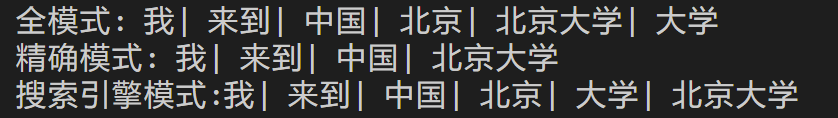 全模式: 我| 来到| 中国| 北京| 北京大学| 大学
精确模式: 我| 来到| 中国| 北京大学
搜索引擎模式:我| 来到| 中国| 北京| 大学| 北京大学